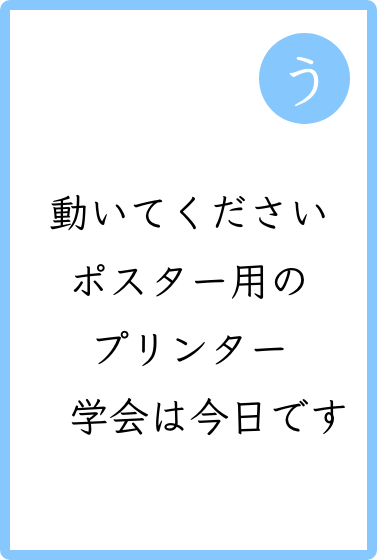 う
動いてください
ポスター用の
プリンター
学会は今日です